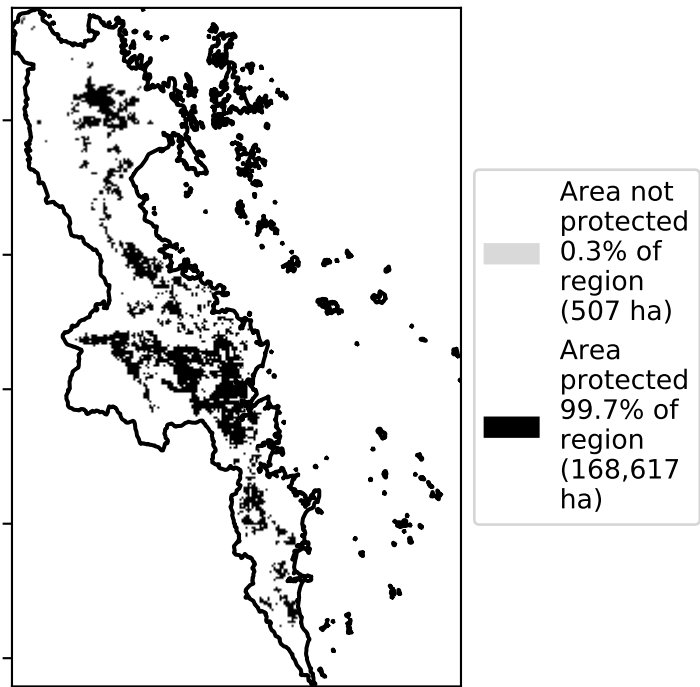 Area not
protected
0.3% of
region
(507 ha)
Area
protected
99.7% of
region
(168,617
ha)